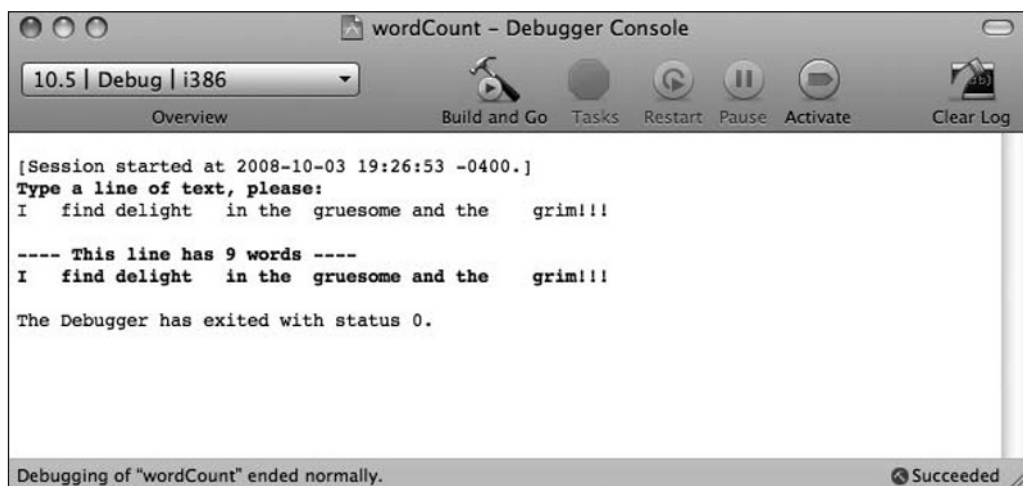 wordCount – Debugger Console
10.5 | Debug | i386
Overview
Build and Go
Tasks
Restart
Pause
Activate
Clear Log
[Session started at 2008-10-03 19:26:53 -0400.]
Type a line of text, please:
I   find delight   in the  gruesome and the    grim!!!
---- This line has 9 words ----
I   find delight   in the  gruesome and the    grim!!!
The Debugger has exited with status 0.
Debugging of “wordCount” ended normally.
Succeeded